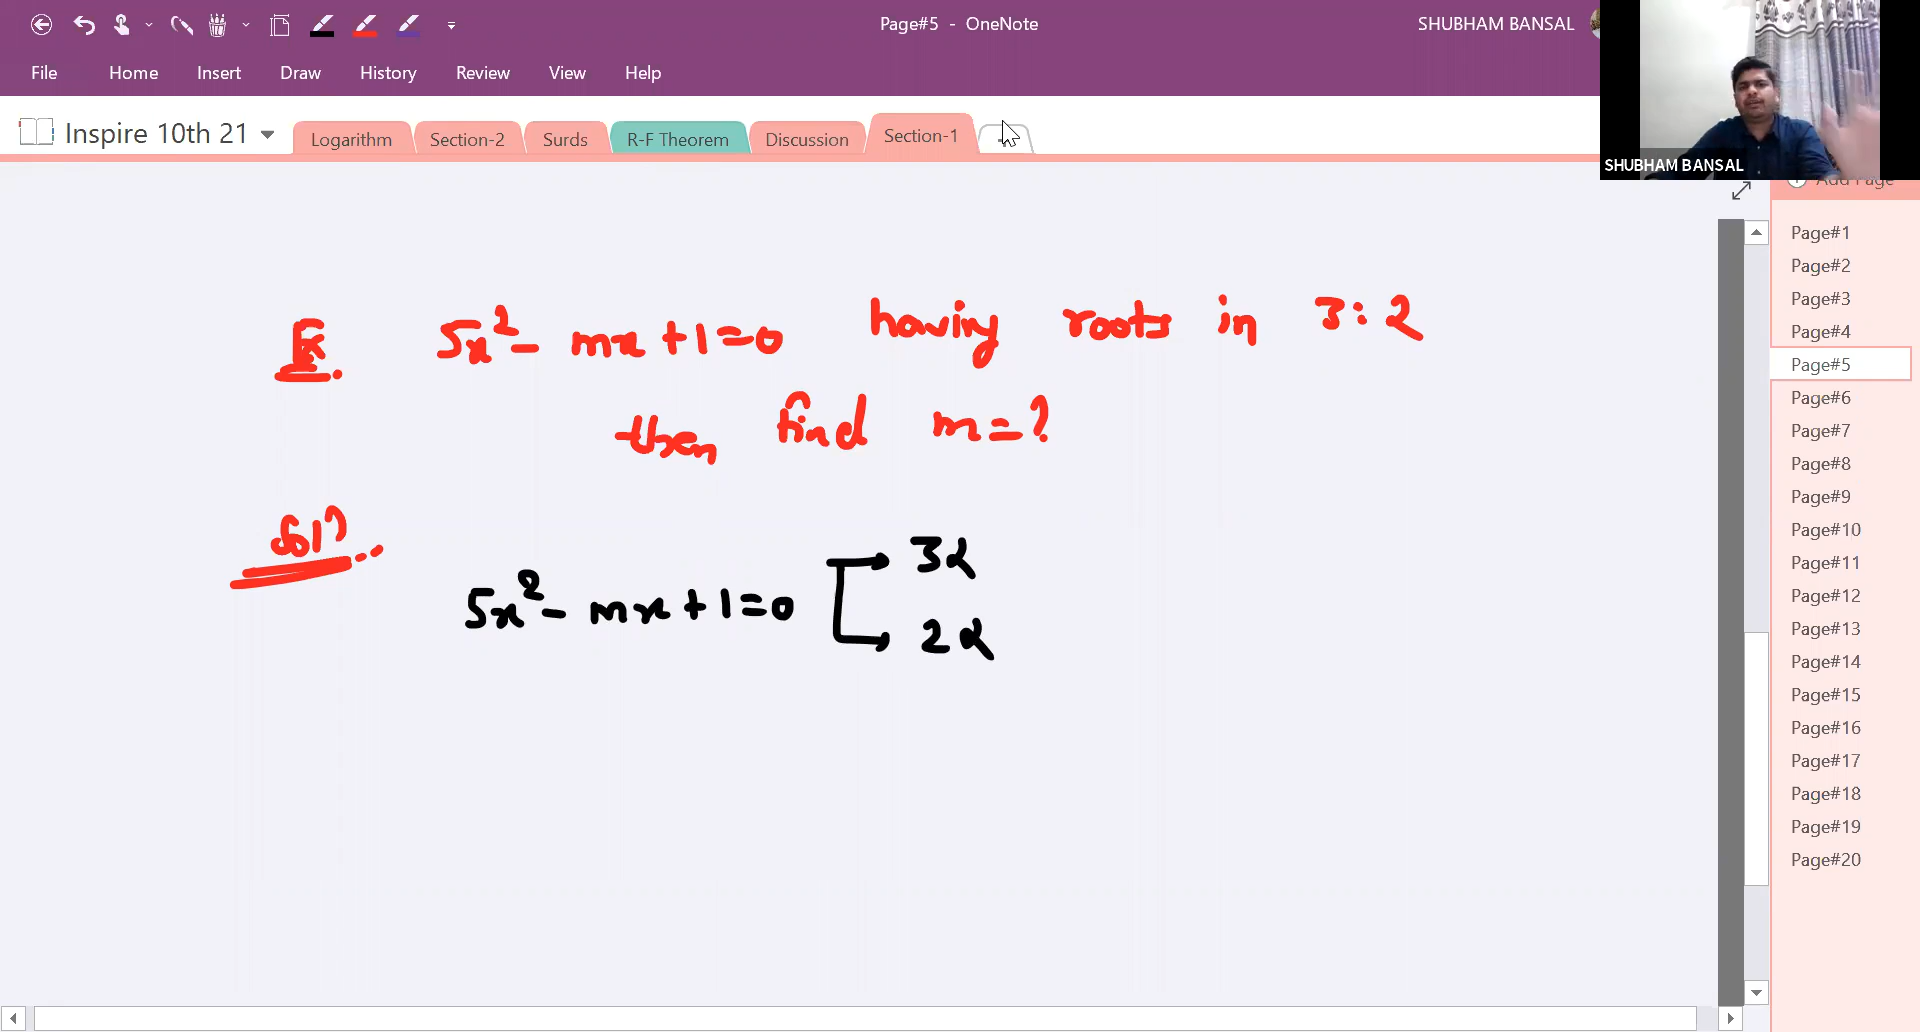 Page#5 - OneNote
SHUBHAM BANSAL
File Home Insert Draw History Review View Help
Inspire 10th 21
Logarithm Section-2 Surds R-F Theorem Discussion Section-1
SHUBHAM BANSAL
Add Page
Page#1
Page#2
Page#3
Page#4
Page#5
Page#6
Page#7
Page#8
Page#9
Page#10
Page#11
Page#12
Page#13
Page#14
Page#15
Page#16
Page#17
Page#18
Page#19
Page#20
Ex. 5x² - mx + 1 = 0 having roots in 3:2
then find m = ?
Solⁿ..
5x² - mx + 1 = 0
3α
2α